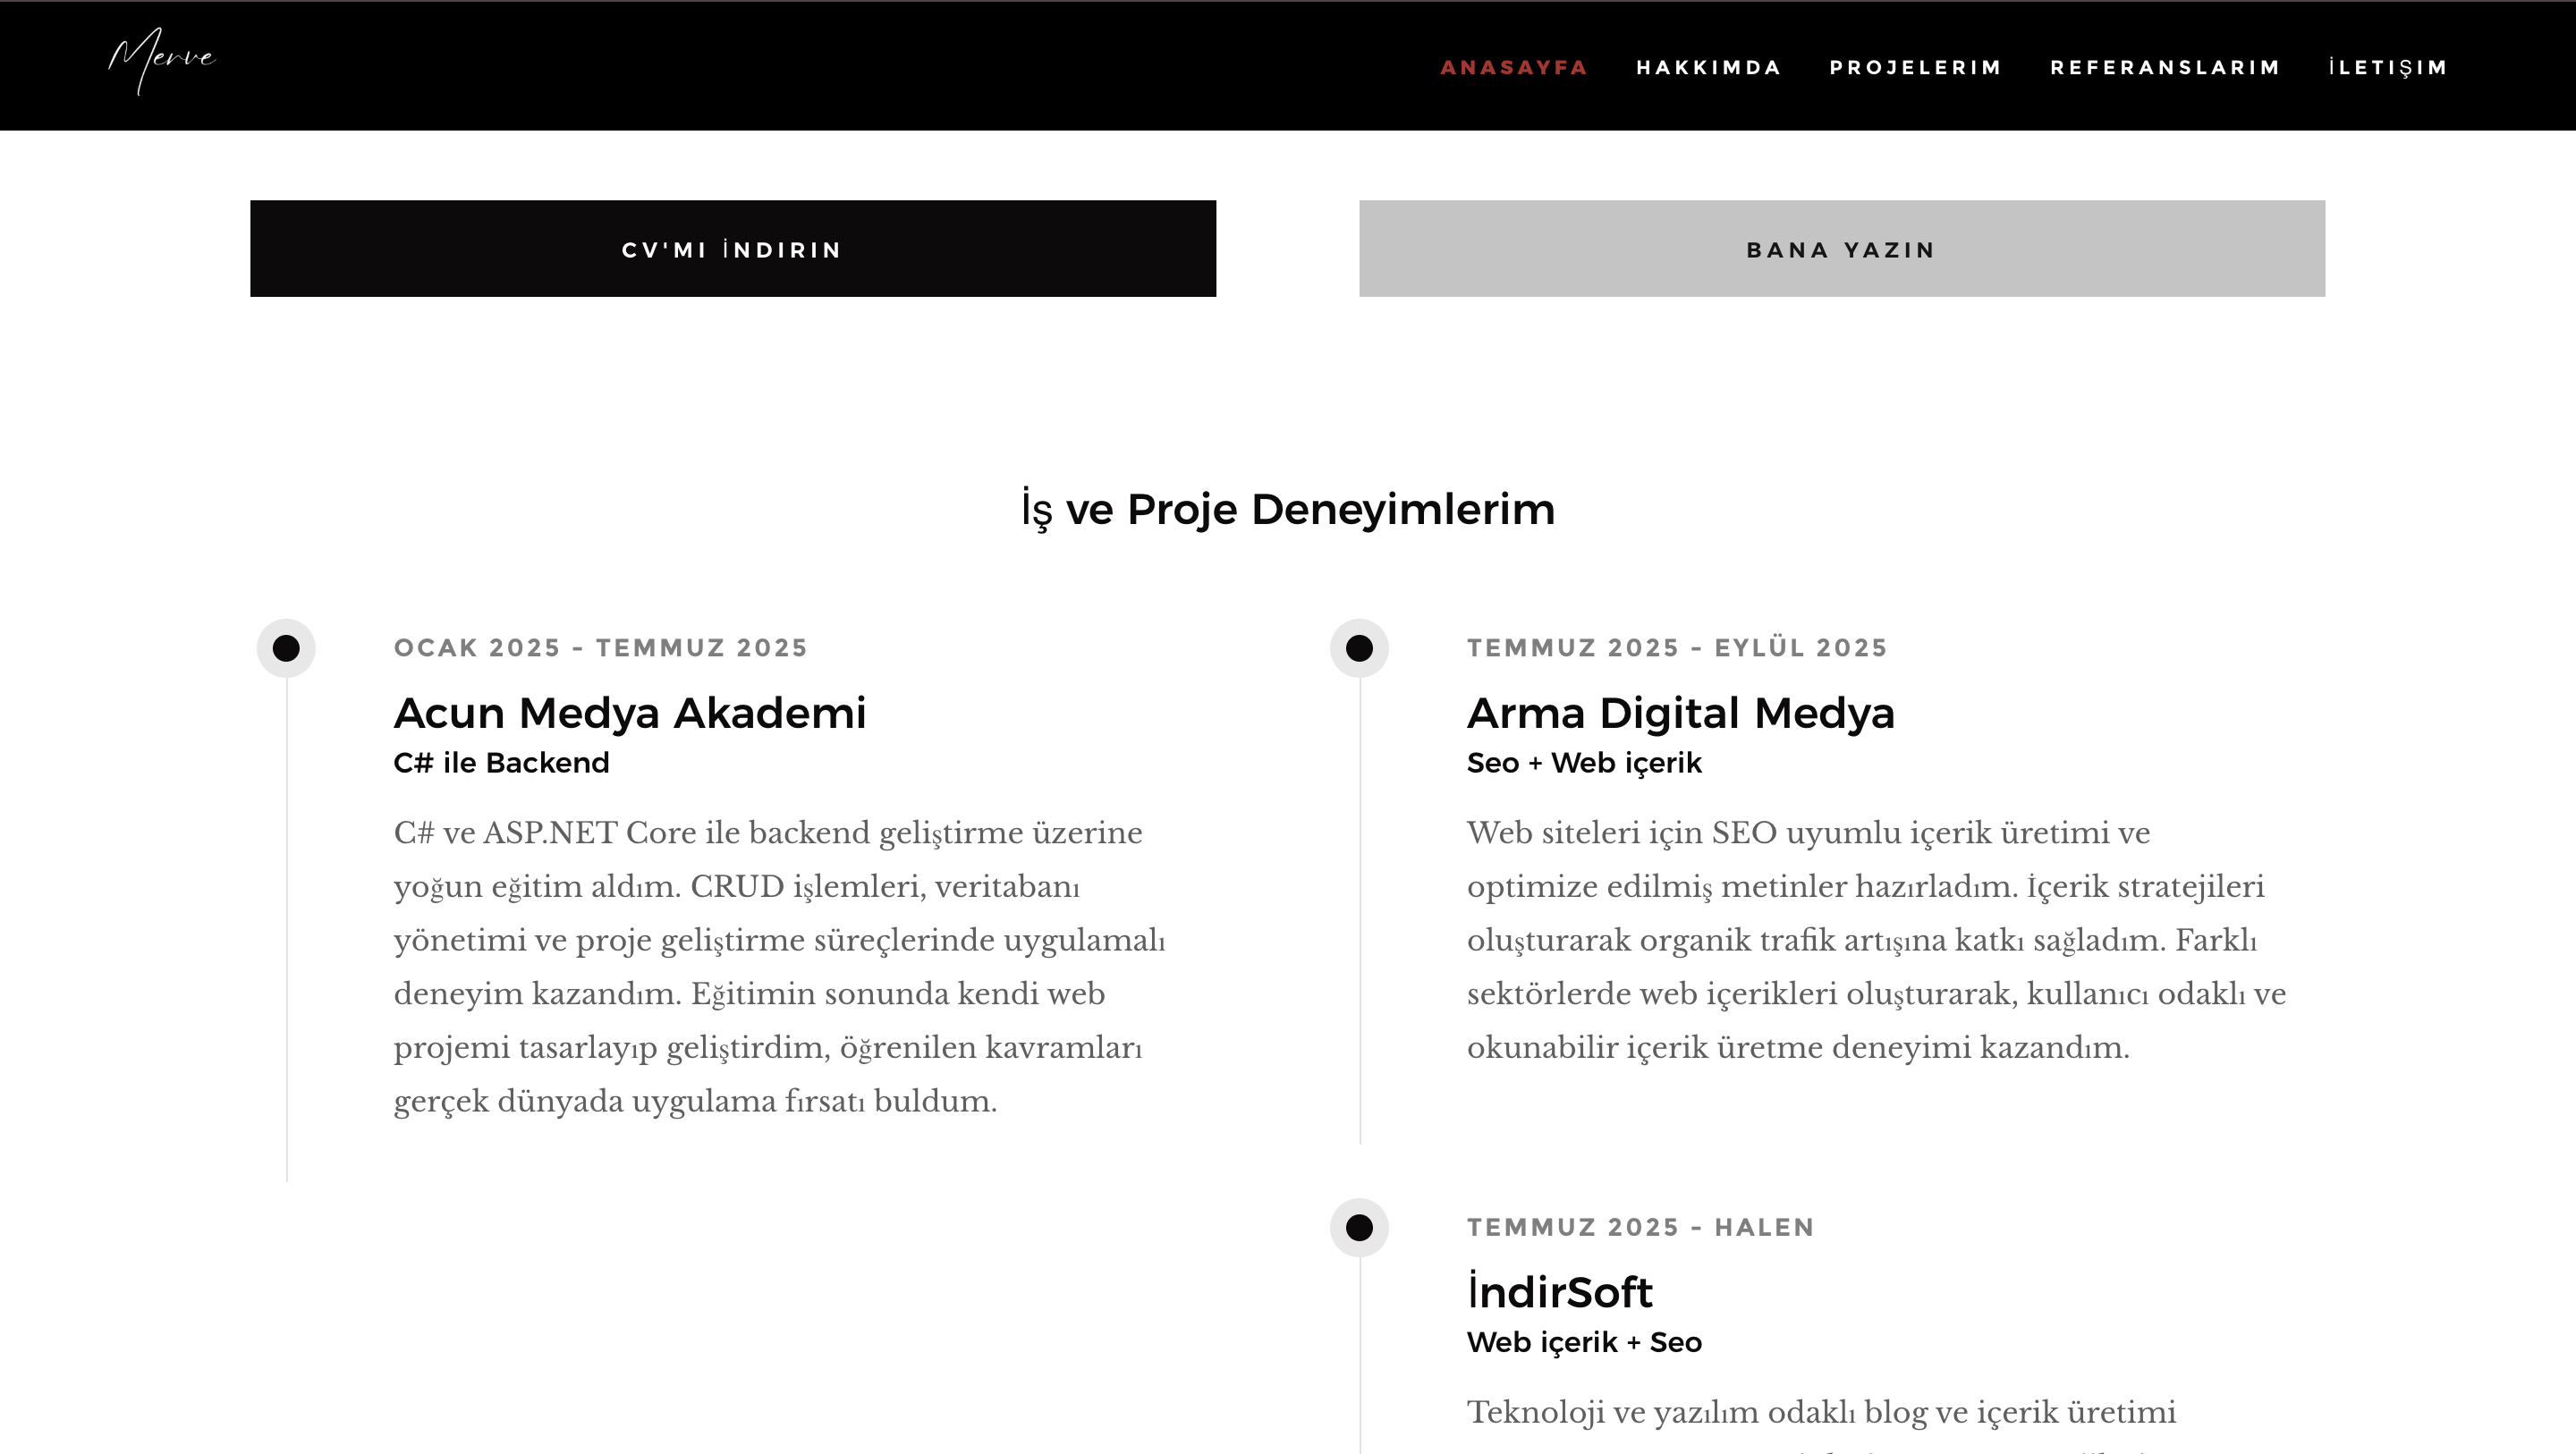 Merve
ANASAYFA HAKKIMDA PROJELERIM REFERANSLARIM İLETIŞIM
CV'MI İNDIRIN
BANA YAZIN
İş ve Proje Deneyimlerim
OCAK 2025 - TEMMUZ 2025
Acun Medya Akademi
C# ile Backend
C# ve ASP.NET Core ile backend geliştirme üzerine
yoğun eğitim aldım. CRUD işlemleri, veritabanı
yönetimi ve proje geliştirme süreçlerinde uygulamalı
deneyim kazandım. Eğitimin sonunda kendi web
projemi tasarlayıp geliştirdim, öğrenilen kavramları
gerçek dünyada uygulama fırsatı buldum.
TEMMUZ 2025 - EYLÜL 2025
Arma Digital Medya
Seo + Web içerik
Web siteleri için SEO uyumlu içerik üretimi ve
optimize edilmiş metinler hazırladım. İçerik stratejileri
oluşturarak organik trafik artışına katkı sağladım. Farklı
sektörlerde web içerikleri oluşturarak, kullanıcı odaklı ve
okunabilir içerik üretme deneyimi kazandım.
TEMMUZ 2025 - HALEN
İndirSoft
Web içerik + Seo
Teknoloji ve yazılım odaklı blog ve içerik üretimi